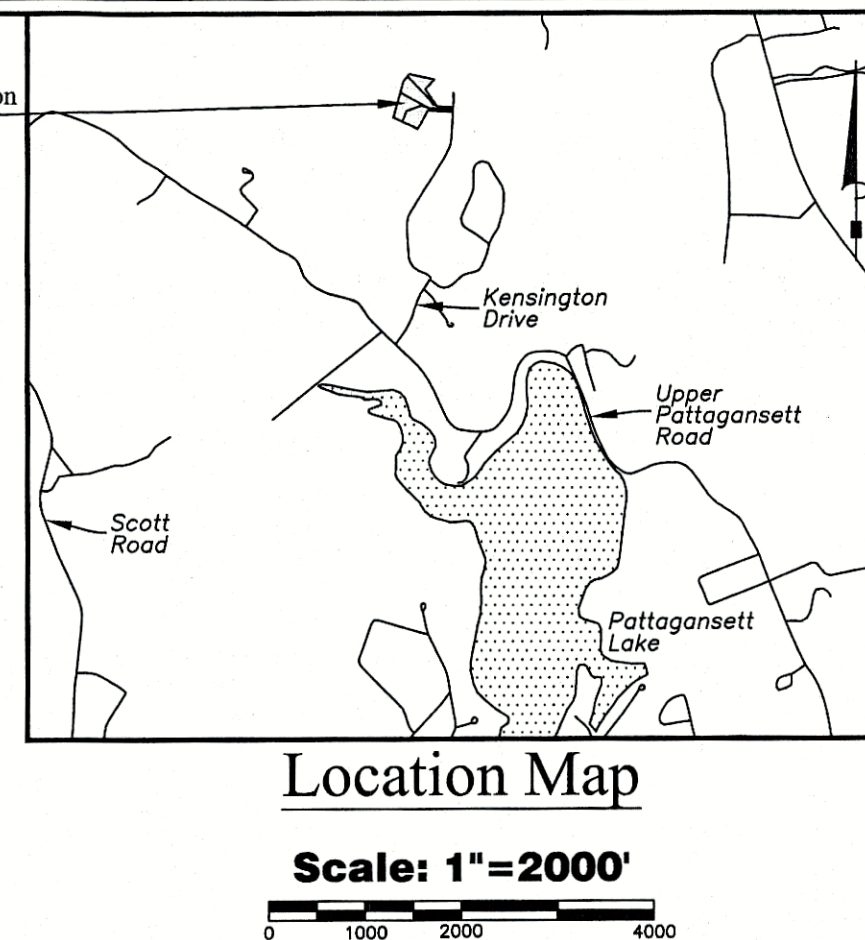 on
Kensington
Drive
Upper
Pattagansett
Road
Scott
Road
Pattagansett
Lake
Location Map
Scale: 1"=2000'
0 1000 2000 4000